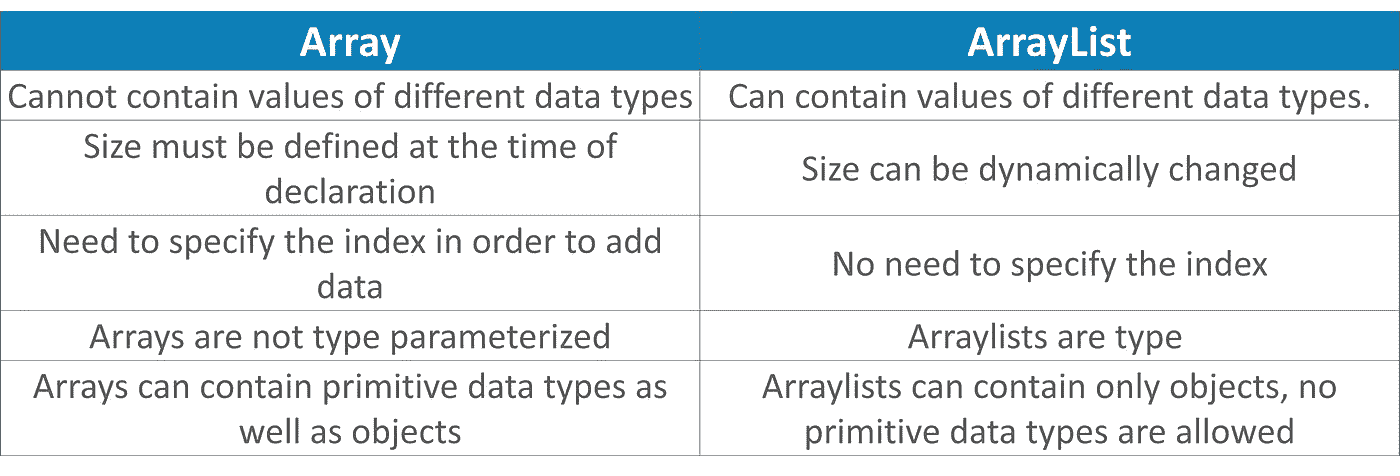 Array
ArrayList
Cannot contain values of different data types
Can contain values of different data types.
Size must be defined at the time of
declaration
Size can be dynamically changed
Need to specify the index in order to add
data
No need to specify the index
Arrays are not type parameterized
Arraylists are type
Arrays can contain primitive data types as
well as objects
Arraylists can contain only objects, no
primitive data types are allowed